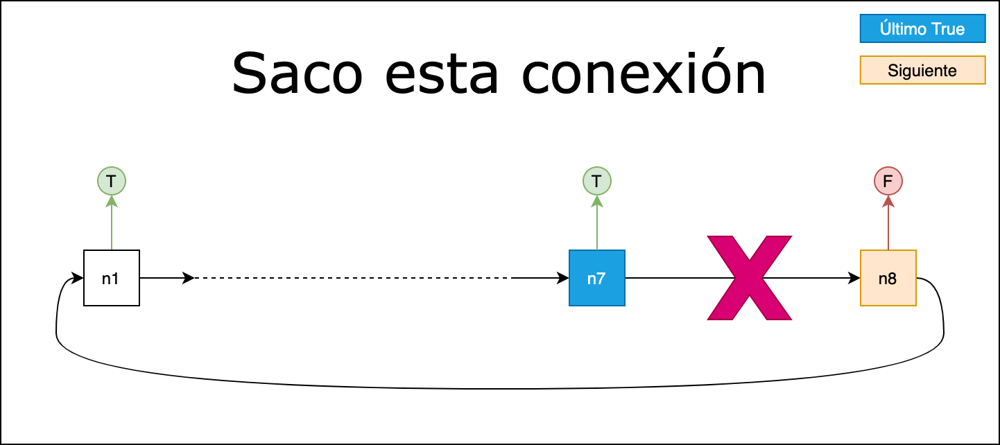 Último True
Siguiente
Saco esta conexión
T
T
F
n1
n7
n8